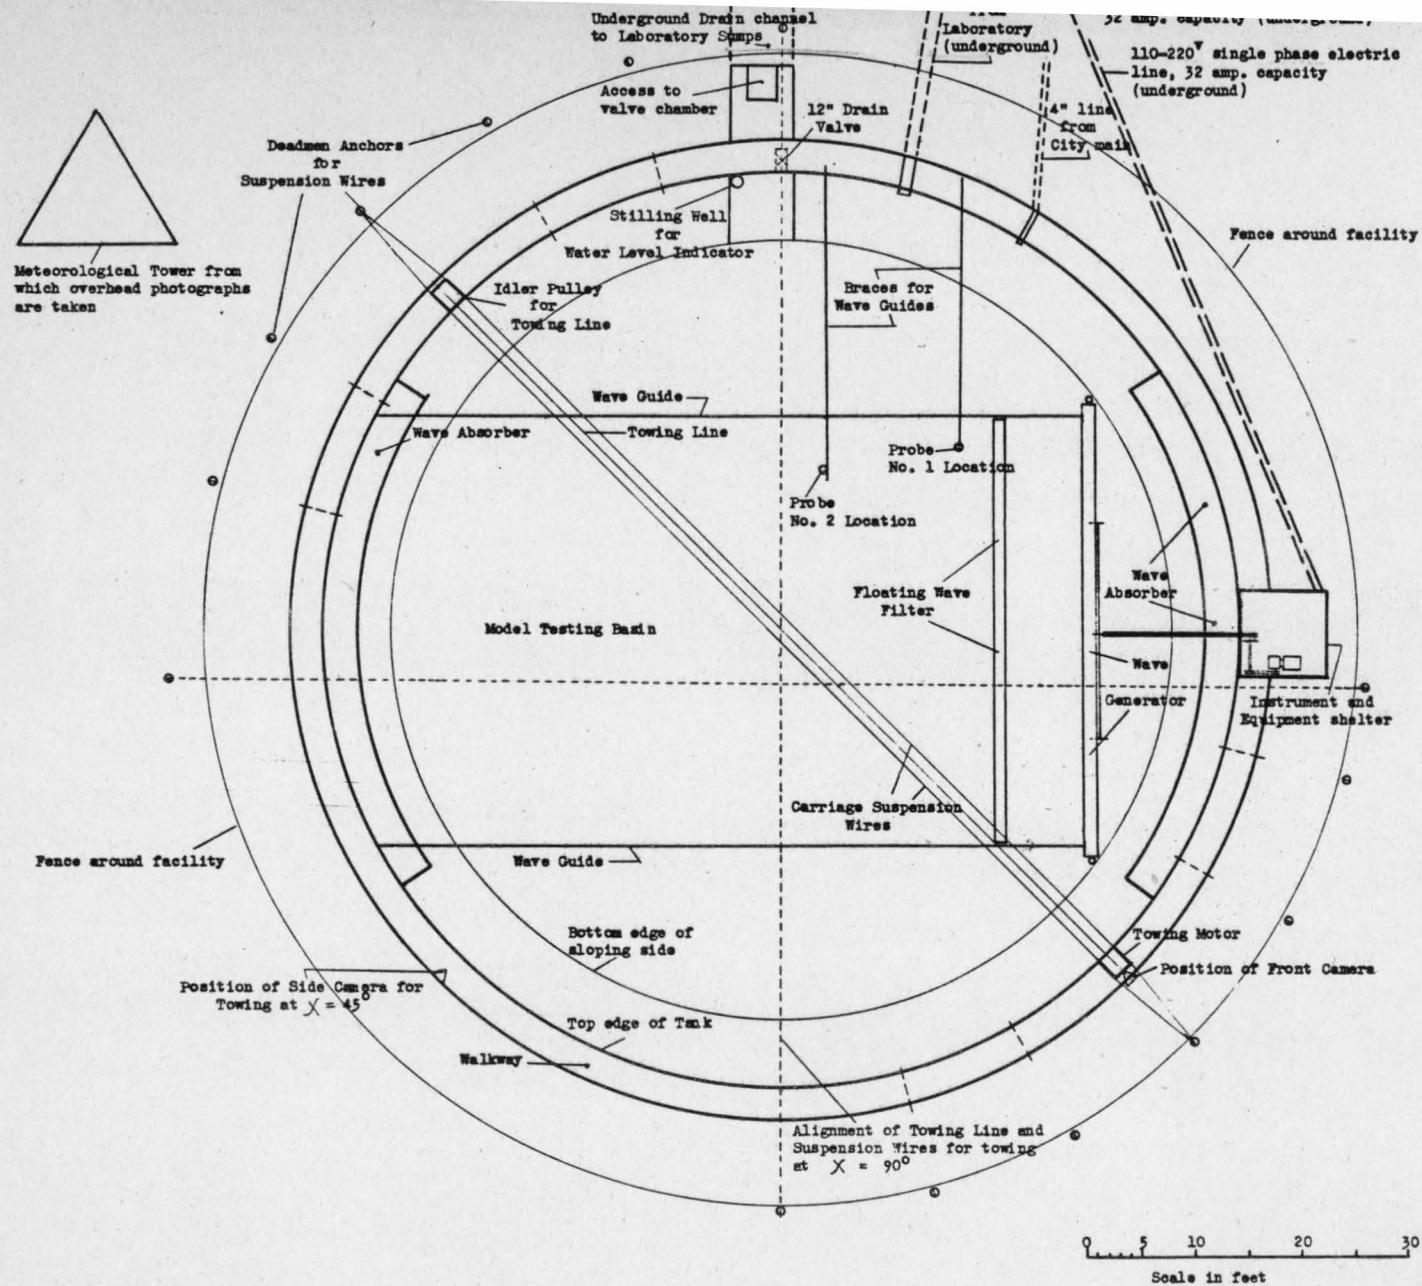 Underground Drain channel
to Laboratory Sumps
from
Laboratory
(underground)
32 amp. capacity (underground)
110-220V single phase electric
line, 32 amp. capacity
(underground)
Access to
valve chamber
12" Drain
Valve
4" line
from
City main
Deadmen Anchors
for
Suspension Wires
Stilling Well
for
Water Level Indicator
Fence around facility
Meteorological Tower from
which overhead photographs
are taken
Idler Pulley
for
Towing Line
Braces for
Wave Guides
Wave Guide
Wave Absorber
Towing Line
Probe
No. 1 Location
Probe
No. 2 Location
Floating Wave
Filter
Wave
Absorber
Model Testing Basin
Wave
Generator
Instrument and
Equipment shelter
Carriage Suspension
Wires
Fence around facility
Wave Guide
Bottom edge of
sloping side
Towing Motor
Position of Front Camera
Position of Side Camera for
Towing at χ = 45°
Top edge of Tank
Walkway
Alignment of Towing Line and
Suspension Wires for towing
at χ = 90°
0 5 10 20 30
Scale in feet